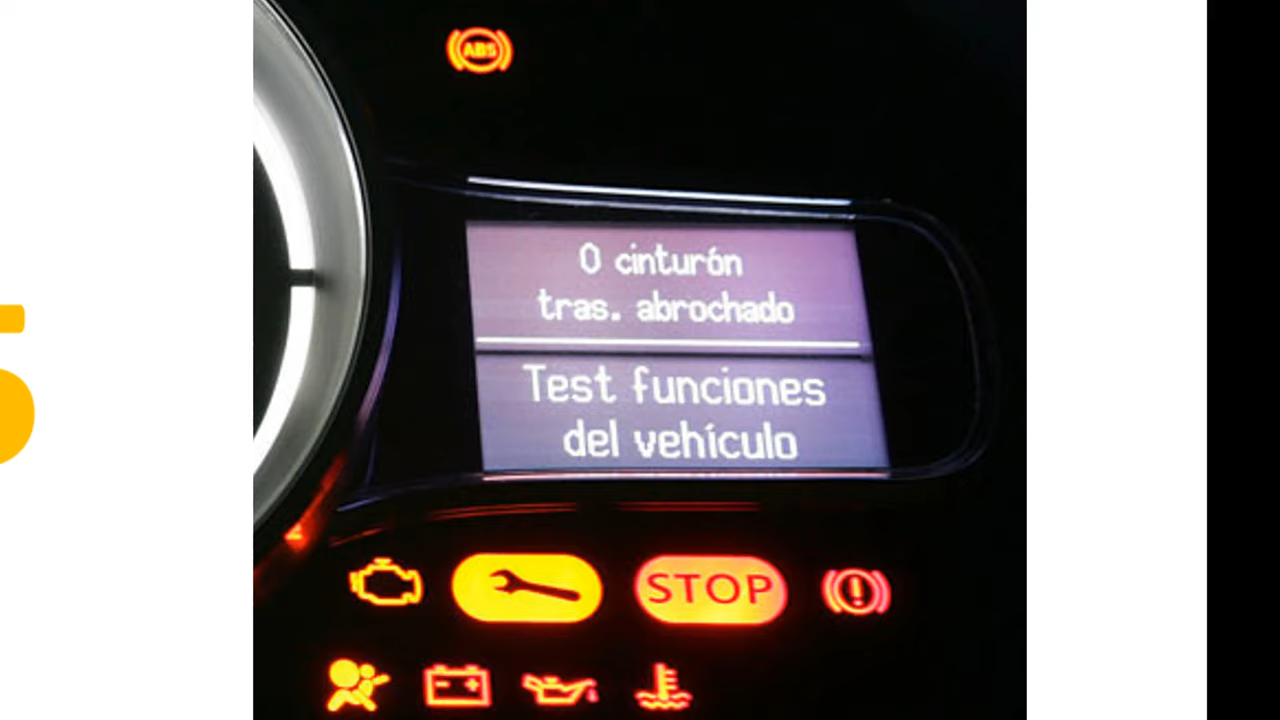 ABS
0 cinturón
tras. abrochado
Test funciones
del vehículo
STOP